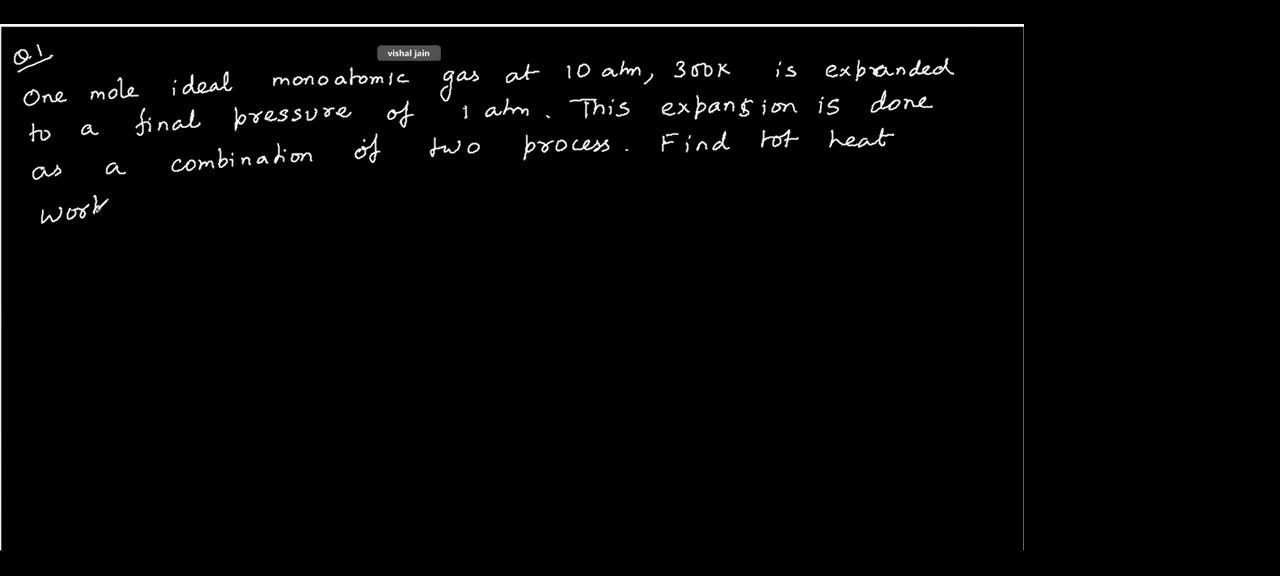 Q1
vishal jain
One mole ideal monoatomic gas at 10 atm, 300K is expanded
to a final pressure of 1 atm. This expansion is done
as a combination of two process. Find tot heat
work